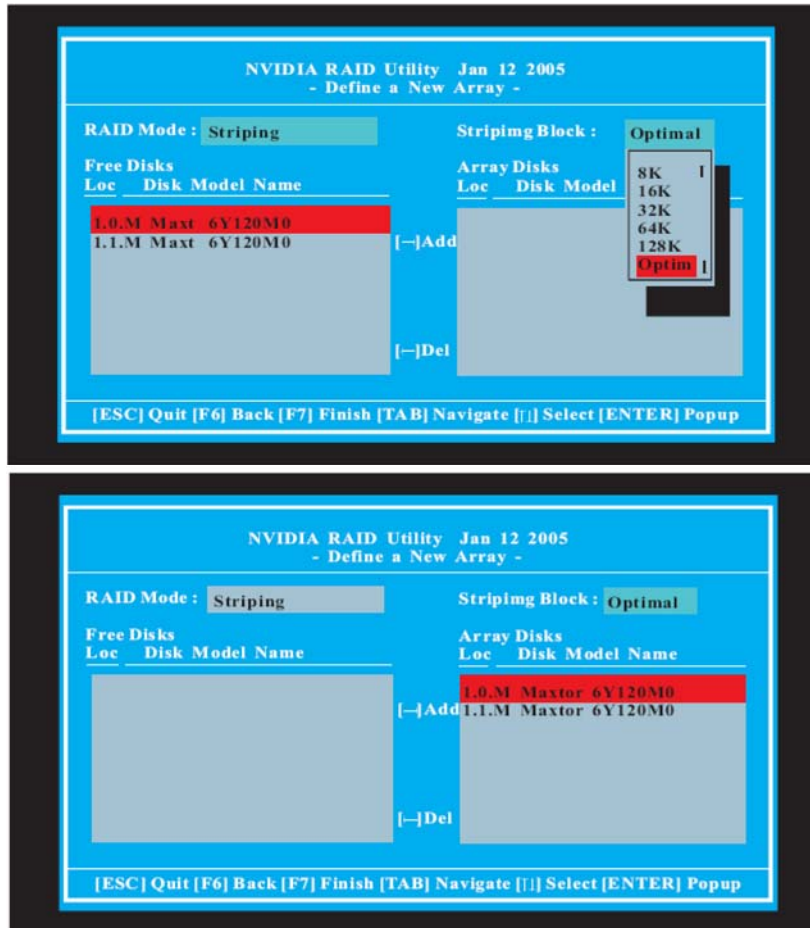 NVIDIA RAID Utility Jan 12 2005
- Define a New Array -
RAID Mode : Striping
Stripimg Block : Optimal
Free Disks
Loc Disk Model Name
Array Disks
Loc Disk Model
8K
16K
32K
64K
128K
Optim
1.0.M Maxt 6Y120M0
1.1.M Maxt 6Y120M0
[—]Add
[—]Del
[ESC] Quit [F6] Back [F7] Finish [TAB] Navigate [↑↓] Select [ENTER] Popup
NVIDIA RAID Utility Jan 12 2005
- Define a New Array -
RAID Mode : Striping
Stripimg Block : Optimal
Free Disks
Loc Disk Model Name
Array Disks
Loc Disk Model Name
1.0.M Maxtor 6Y120M0
1.1.M Maxtor 6Y120M0
[—]Add
[—]Del
[ESC] Quit [F6] Back [F7] Finish [TAB] Navigate [↑↓] Select [ENTER] Popup